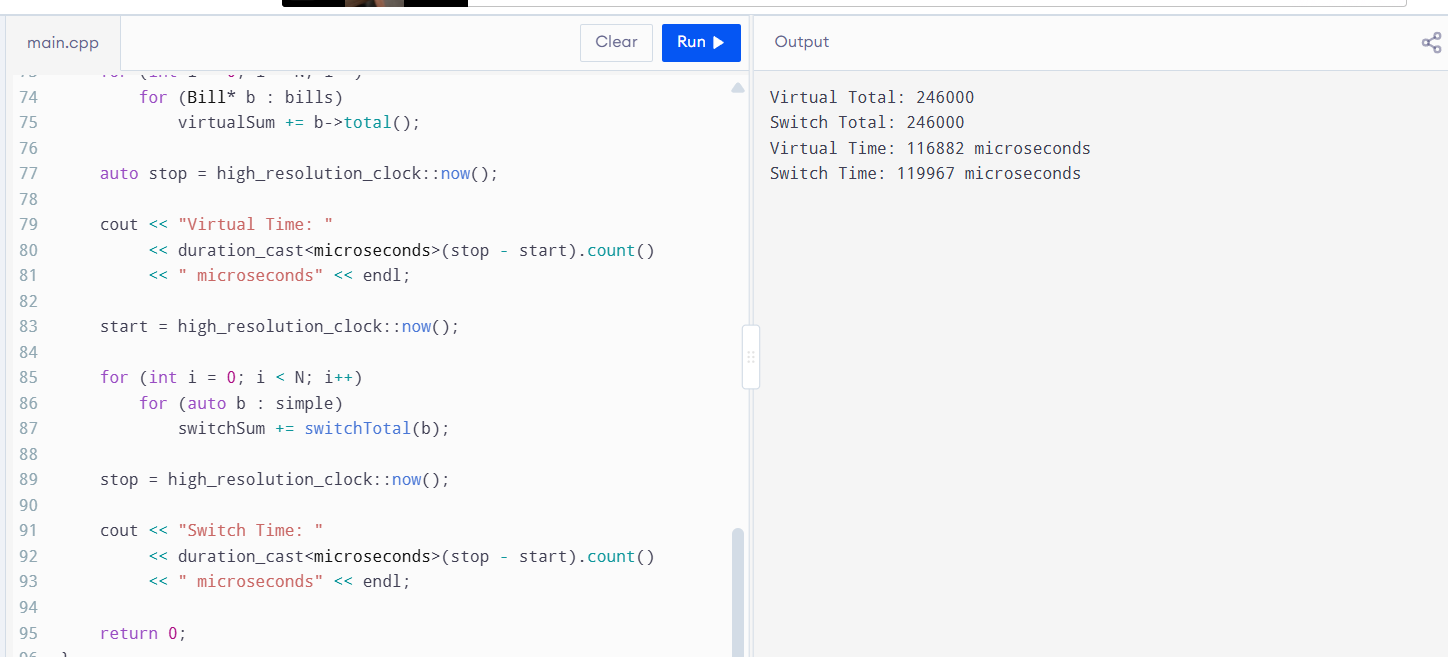 main.cpp
Clear
Run
Output
74 for (Bill* b : bills)
75 virtualSum += b->total();
76
77 auto stop = high_resolution_clock::now();
78
79 cout << "Virtual Time: "
80 << duration_cast<microseconds>(stop - start).count()
81 << " microseconds" << endl;
82
83 start = high_resolution_clock::now();
84
85 for (int i = 0; i < N; i++)
86 for (auto b : simple)
87 switchSum += switchTotal(b);
88
89 stop = high_resolution_clock::now();
90
91 cout << "Switch Time: "
92 << duration_cast<microseconds>(stop - start).count()
93 << " microseconds" << endl;
94
95 return 0;
Virtual Total: 246000
Switch Total: 246000
Virtual Time: 116882 microseconds
Switch Time: 119967 microseconds